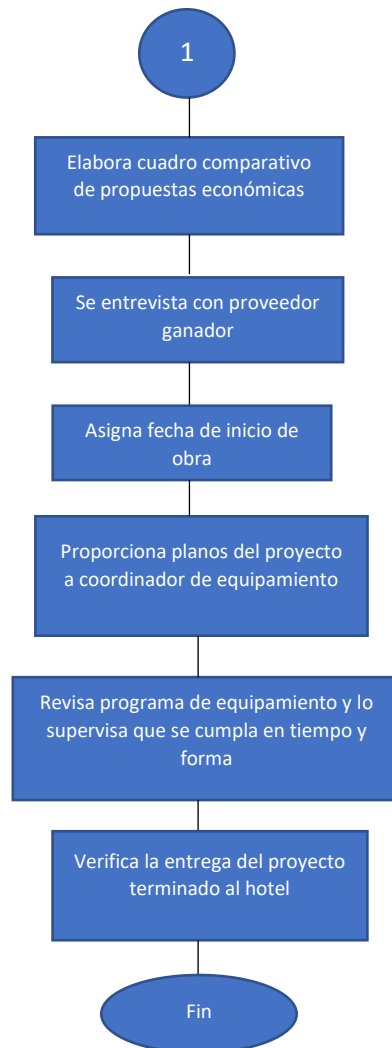 1
Elabora cuadro comparativo
de propuestas económicas
Se entrevista con proveedor
ganador
Asigna fecha de inicio de
obra
Proporciona planos del proyecto
a coordinador de equipamiento
Revisa programa de equipamiento y lo
supervisa que se cumpla en tiempo y
forma
Verifica la entrega del proyecto
terminado al hotel
Fin